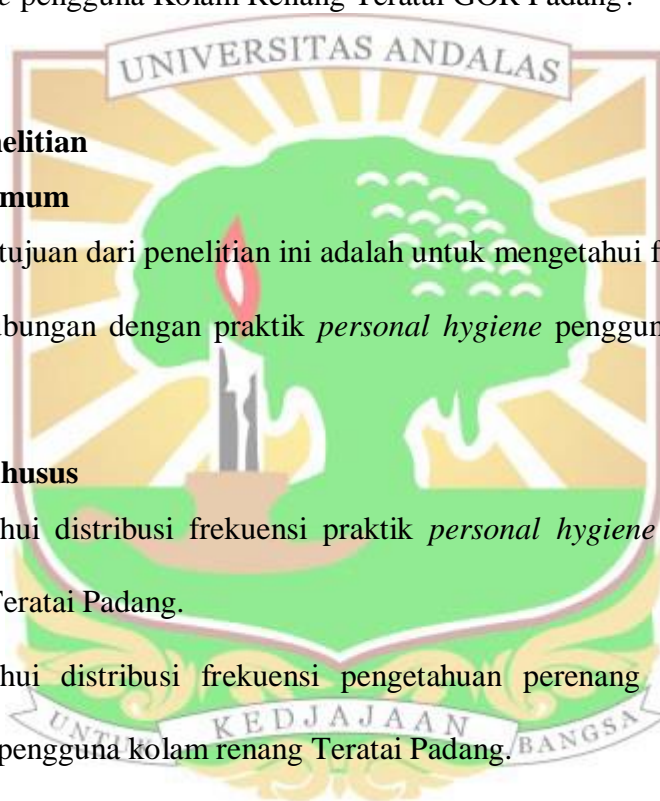 pengguna Kolam Renang Teratai GOR Padang?
UNIVERSITAS ANDALAS
nelitian
mum
tujuan dari penelitian ini adalah untuk mengetahui f
ubungan dengan praktik personal hygiene penggun
husus
hui distribusi frekuensi praktik personal hygiene
Teratai Padang.
hui distribusi frekuensi pengetahuan perenang
pengguna kolam renang Teratai Padang.
UNTUK KEDJAJAAN BANGSA